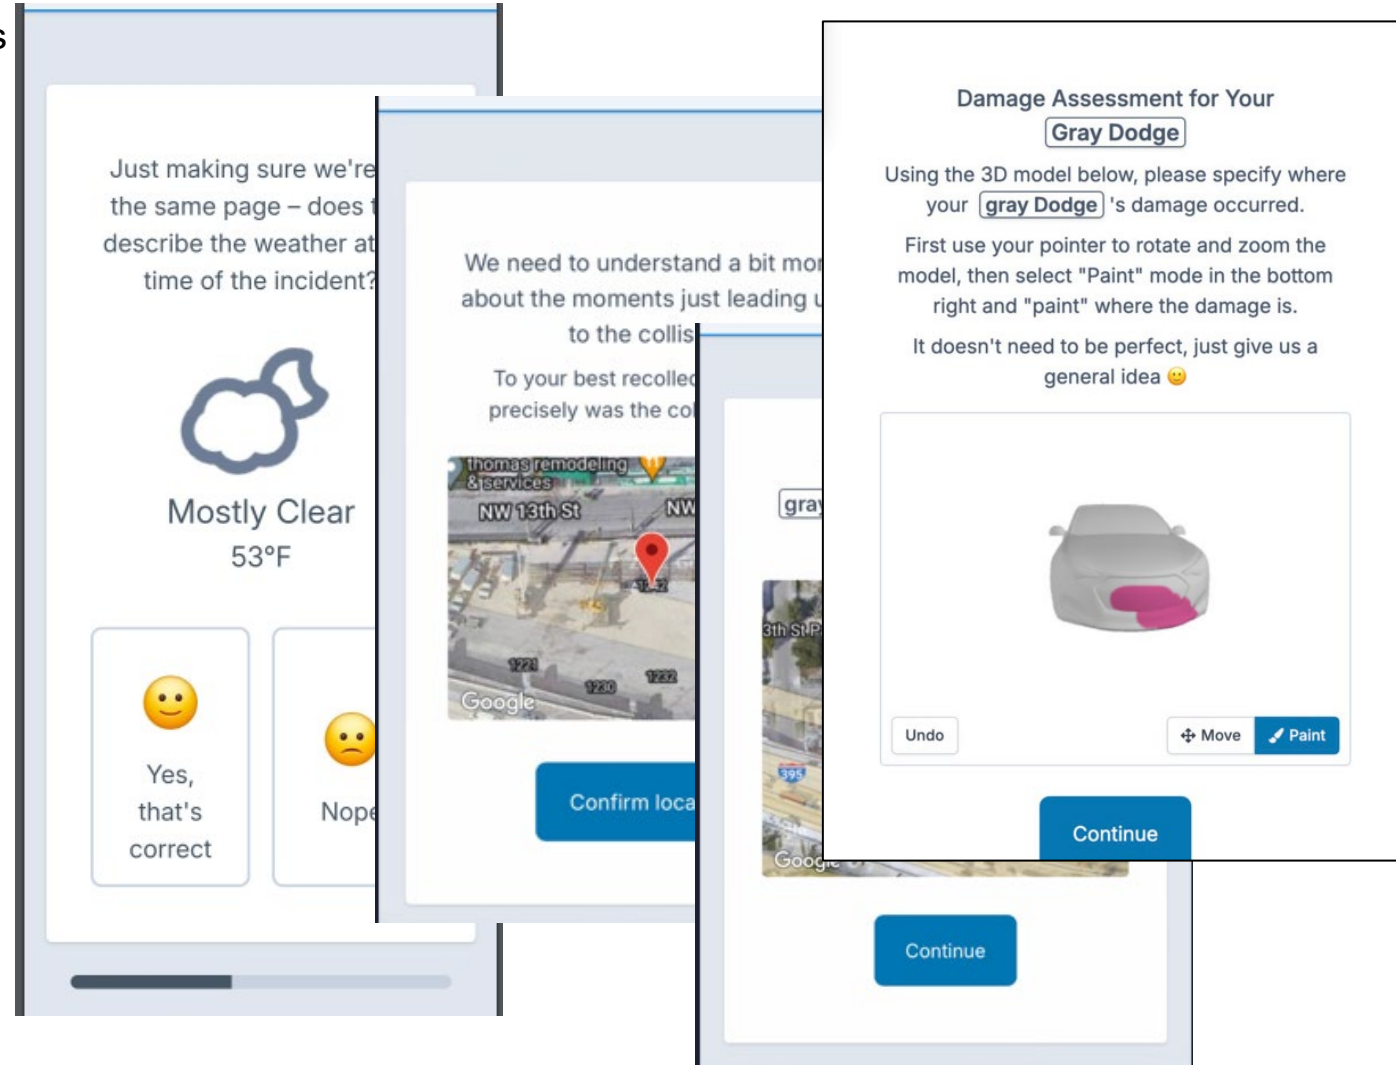 s
Just making sure we're
the same page – does t
describe the weather at
time of the incident?
Mostly Clear
53°F
Yes,
that's
correct
Nope
We need to understand a bit mor
about the moments just leading u
to the collis
To your best recollec
precisely was the col
thomas remodeling
& services
NW 13th St
NW
1242
1221
1230
1232
Google
Confirm loca
gray
3th St P
395
Google
Continue
Damage Assessment for Your
Gray Dodge
Using the 3D model below, please specify where
your gray Dodge 's damage occurred.
First use your pointer to rotate and zoom the
model, then select "Paint" mode in the bottom
right and "paint" where the damage is.
It doesn't need to be perfect, just give us a
general idea 🙂
Undo
Move
Paint
Continue